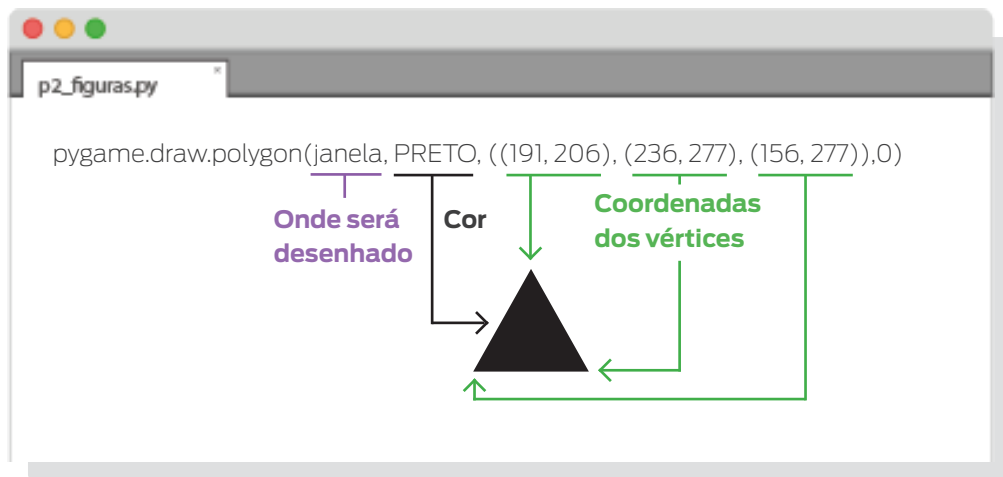 p2_figuras.py
×
pygame.draw.polygon(janela, PRETO, ((191, 206), (236, 277), (156, 277)),0)
Onde será
desenhado
Cor
Coordenadas
dos vértices